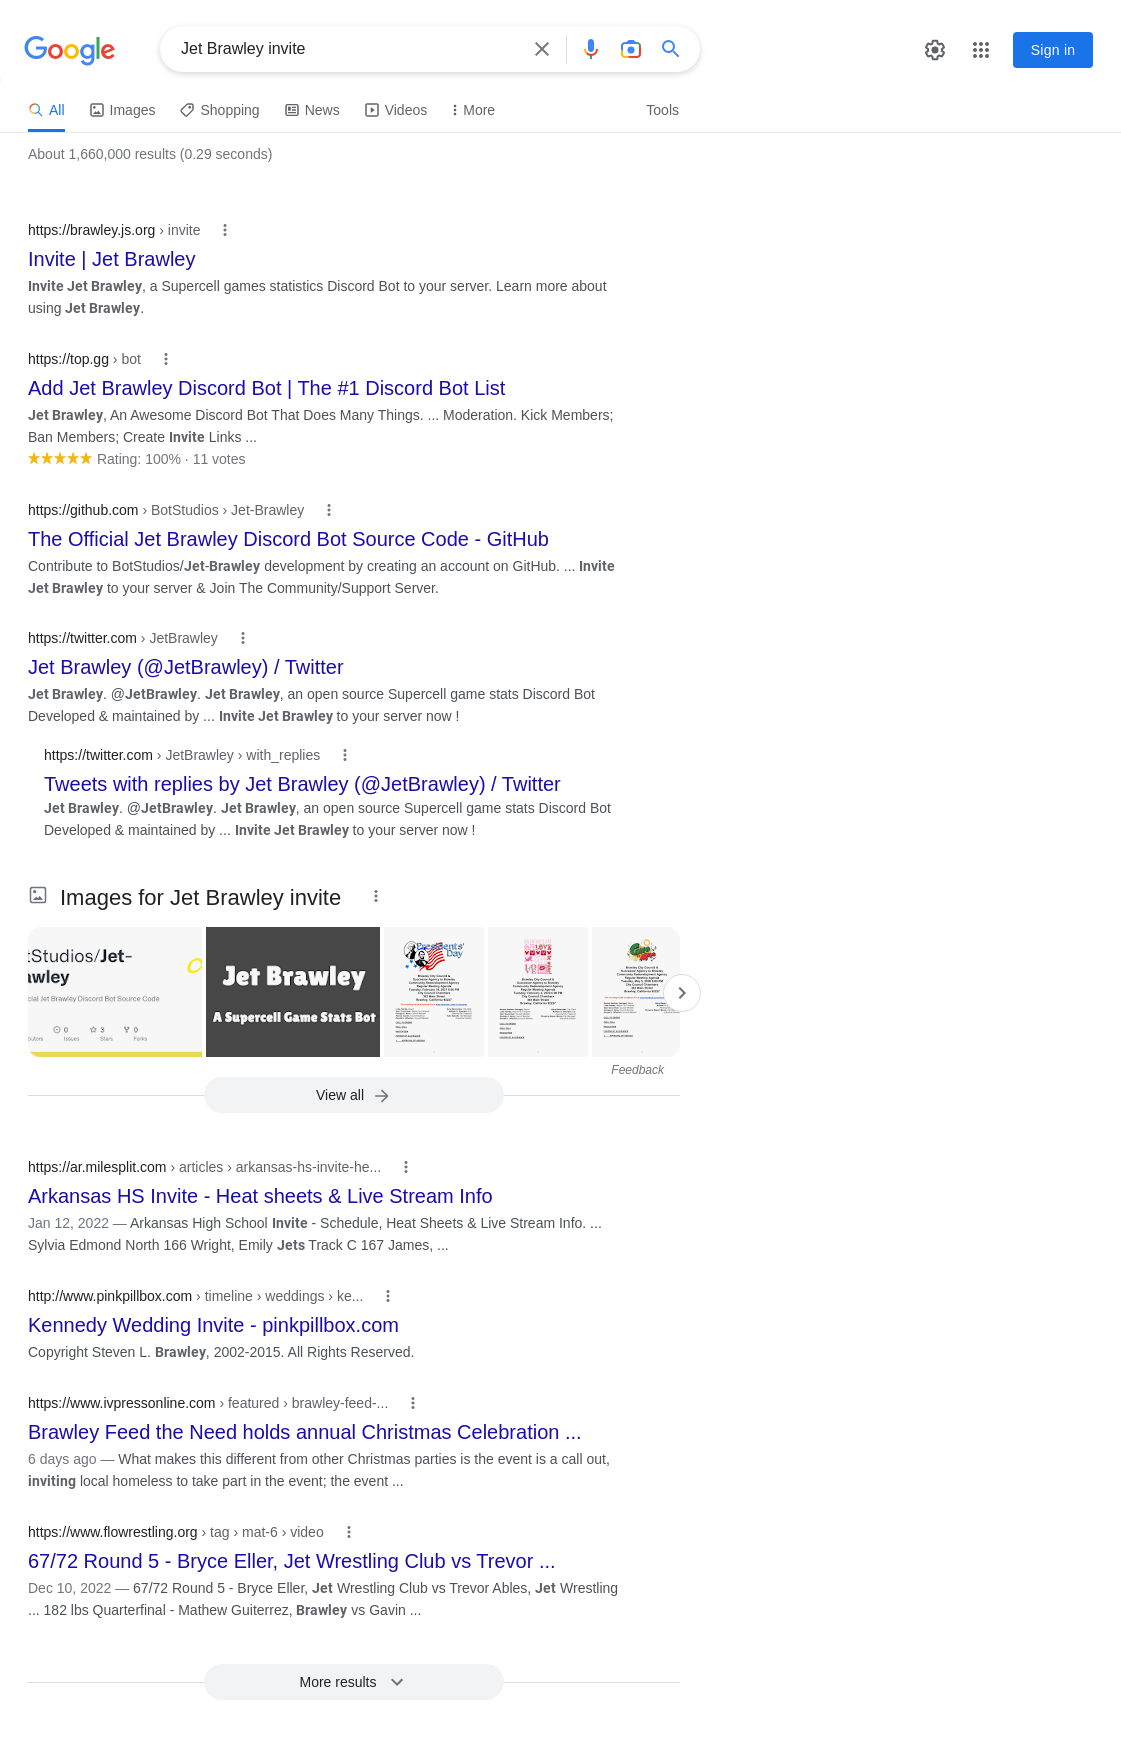 Google
Jet Brawley invite
Sign in
All
Images
Shopping
News
Videos
More
Tools
About 1,660,000 results (0.29 seconds)
https://brawley.js.org › invite
Invite | Jet Brawley
Invite Jet Brawley, a Supercell games statistics Discord Bot to your server. Learn more about
using Jet Brawley.
https://top.gg › bot
Add Jet Brawley Discord Bot | The #1 Discord Bot List
Jet Brawley, An Awesome Discord Bot That Does Many Things. ... Moderation. Kick Members;
Ban Members; Create Invite Links ...
Rating: 100% · 11 votes
https://github.com › BotStudios › Jet-Brawley
The Official Jet Brawley Discord Bot Source Code - GitHub
Contribute to BotStudios/Jet-Brawley development by creating an account on GitHub. ... Invite
Jet Brawley to your server & Join The Community/Support Server.
https://twitter.com › JetBrawley
Jet Brawley (@JetBrawley) / Twitter
Jet Brawley. @JetBrawley. Jet Brawley, an open source Supercell game stats Discord Bot
Developed & maintained by ... Invite Jet Brawley to your server now !
https://twitter.com › JetBrawley › with_replies
Tweets with replies by Jet Brawley (@JetBrawley) / Twitter
Jet Brawley. @JetBrawley. Jet Brawley, an open source Supercell game stats Discord Bot
Developed & maintained by ... Invite Jet Brawley to your server now !
Images for Jet Brawley invite
tStudios/Jet-
awley
cial Jet Brawley Discord Bot Source Code
0
3
0
Issues
Stars
Forks
Jet Brawley
A Supercell Game Stats Bot
Presidents'
Day
Feedback
View all
https://ar.milesplit.com › articles › arkansas-hs-invite-he...
Arkansas HS Invite - Heat sheets & Live Stream Info
Jan 12, 2022 — Arkansas High School Invite - Schedule, Heat Sheets & Live Stream Info. ...
Sylvia Edmond North 166 Wright, Emily Jets Track C 167 James, ...
http://www.pinkpillbox.com › timeline › weddings › ke...
Kennedy Wedding Invite - pinkpillbox.com
Copyright Steven L. Brawley, 2002-2015. All Rights Reserved.
https://www.ivpressonline.com › featured › brawley-feed-...
Brawley Feed the Need holds annual Christmas Celebration ...
6 days ago — What makes this different from other Christmas parties is the event is a call out,
inviting local homeless to take part in the event; the event ...
https://www.flowrestling.org › tag › mat-6 › video
67/72 Round 5 - Bryce Eller, Jet Wrestling Club vs Trevor ...
Dec 10, 2022 — 67/72 Round 5 - Bryce Eller, Jet Wrestling Club vs Trevor Ables, Jet Wrestling
... 182 lbs Quarterfinal - Mathew Guiterrez, Brawley vs Gavin ...
More results